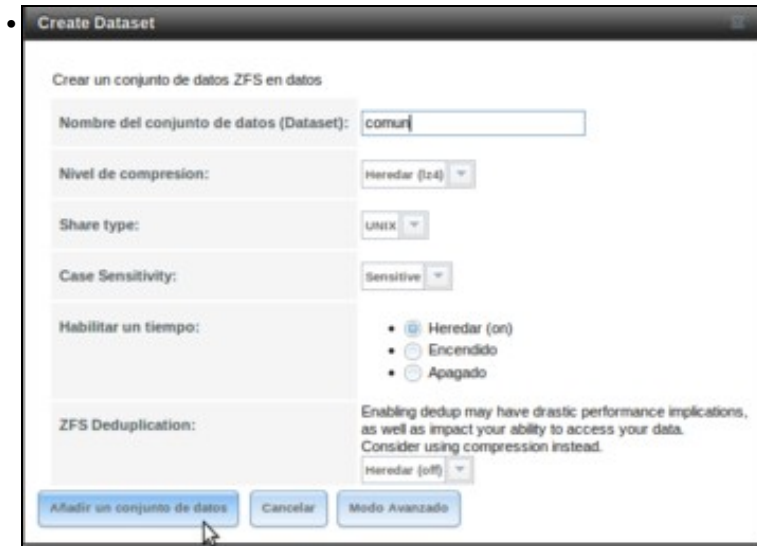 Create Dataset
Crear un conjunto de datos ZFS en datos
Nombre del conjunto de datos (Dataset): comun
Nivel de compresion: Heredar (lz4)
Share type: UNIX
Case Sensitivity: Sensitive
Habilitar un tiempo: Heredar (on)
Encendido
Apagado
ZFS Deduplication: Enabling dedup may have drastic performance implications,
as well as impact your ability to access your data.
Consider using compression instead.
Heredar (off)
Añadir un conjunto de datos Cancelar Modo Avanzado